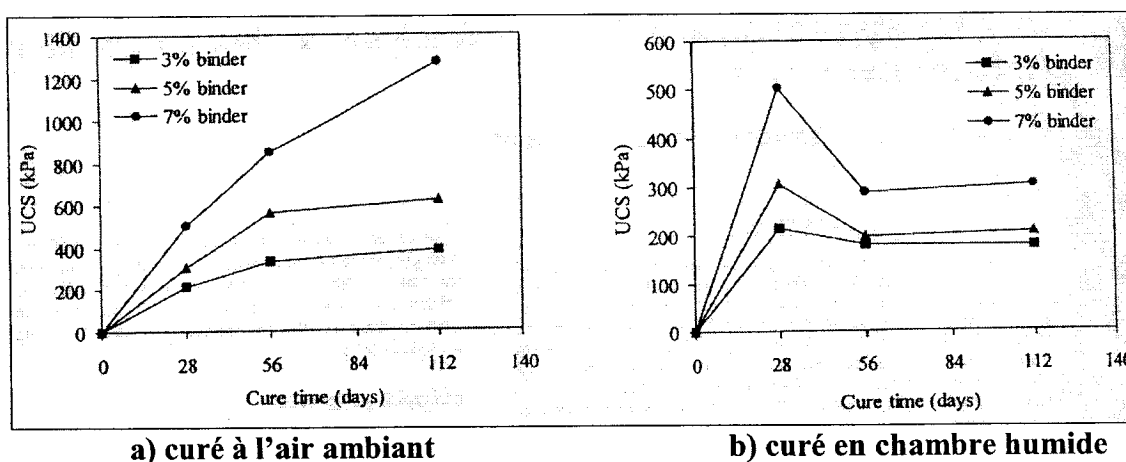 1400
1200
1000
800
600
400
200
0
UCS (kPa)
3% binder
5% binder
7% binder
0 28 56 84 112 140
Cure time (days)
a) curé à l'air ambiant
600
500
400
300
200
100
0
UCS (kPa)
3% binder
5% binder
7% binder
0 28 56 84 112 140
Cure time (days)
b) curé en chambre humide